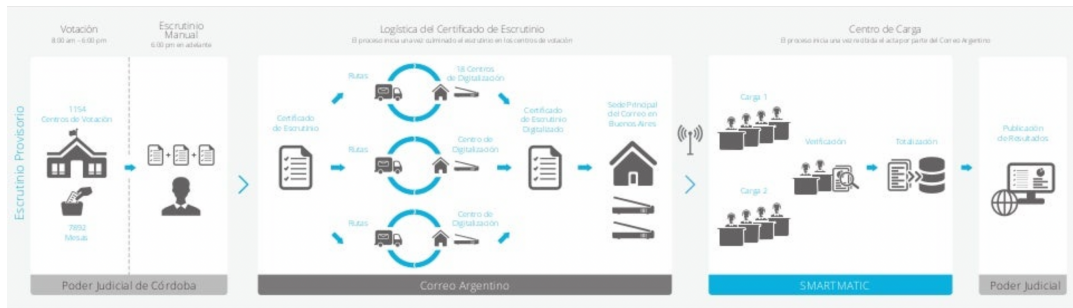 Votación
8:00 am - 6:00 pm
Escrutinio
Manual
6:00 pm en adelante
Logística del Certificado de Escrutinio
El proceso inicia una vez culminado el escrutinio en los centros de votación
Centro de Carga
El proceso inicia una vez recibida el acta por parte del Correo Argentino
Escrutinio Provisorio
1154
Centros de Votación
7892
Mesas
Certificado
de Escrutinio
Rutas
58 Centros
de Digitalización
Rutas
Centro de
Digitalización
Rutas
Centro de
Digitalización
Certificado
de Escrutinio
Digitalizado
Sede Principal
del Correo en
Buenos Aires
Carga 1
Carga 2
Verificación
Totalización
Publicación
de Resultados
Poder Judicial de Córdoba
Correo Argentino
SMARTMATIC
Poder Judicial